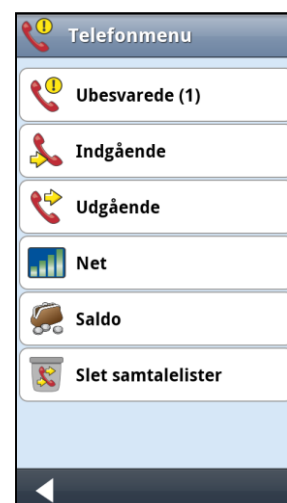 Telefonmenu
Ubesvarede (1)
Indgående
Udgående
Net
Saldo
Slet samtalelister